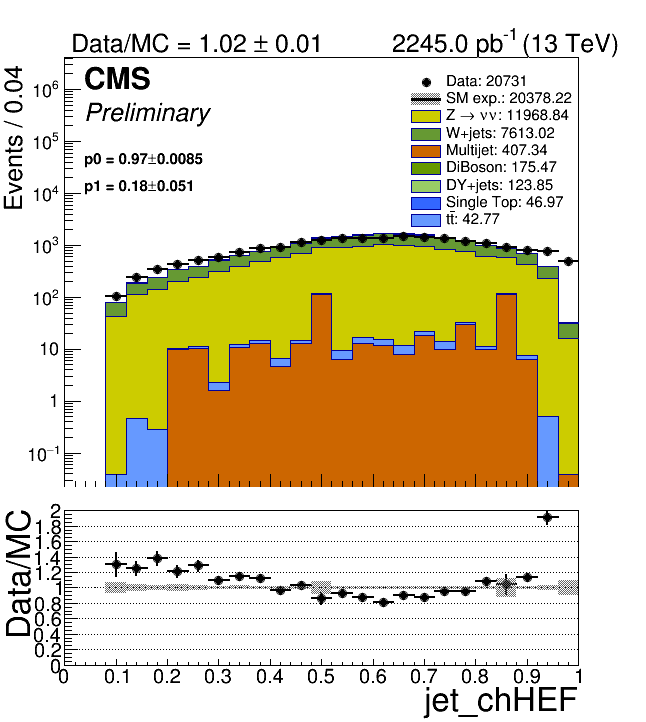 Data/MC = 1.02 ± 0.01 2245.0 pb⁻¹ (13 TeV)
CMS
Preliminary
p0 = 0.97±0.0085
p1 = 0.18±0.051
Data: 20731
SM exp.: 20378.22
Z → νν: 11968.84
W+jets: 7613.02
Multijet: 407.34
DiBoson: 175.47
DY+jets: 123.85
Single Top: 46.97
tt̄: 42.77
Events / 0.04
10⁶
10⁵
10⁴
10³
10²
10
1
10⁻¹
Data/MC
2
1.8
1.6
1.4
1.2
1
0.8
0.6
0.4
0.2
0
0 0.1 0.2 0.3 0.4 0.5 0.6 0.7 0.8 0.9 1
jet_chHEF